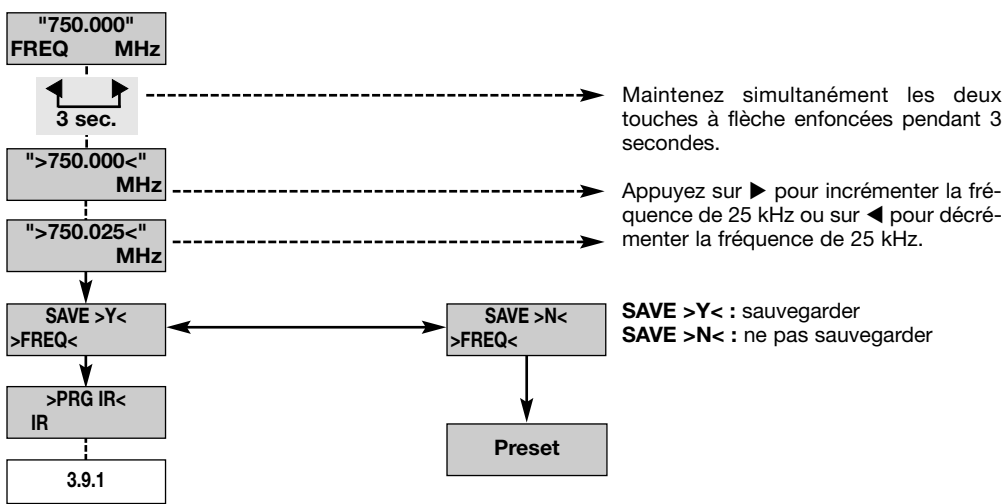 "750.000"
FREQ MHz
3 sec.
Maintenez simultanément les deux
touches à flèche enfoncées pendant 3
secondes.
">750.000<"
MHz
Appuyez sur ▶ pour incrémenter la fré-
quence de 25 kHz ou sur ◀ pour décré-
menter la fréquence de 25 kHz.
">750.025<"
MHz
SAVE >Y<
>FREQ<
SAVE >N<
>FREQ<
SAVE >Y< : sauvegarder
SAVE >N< : ne pas sauvegarder
>PRG IR<
IR
Preset
3.9.1